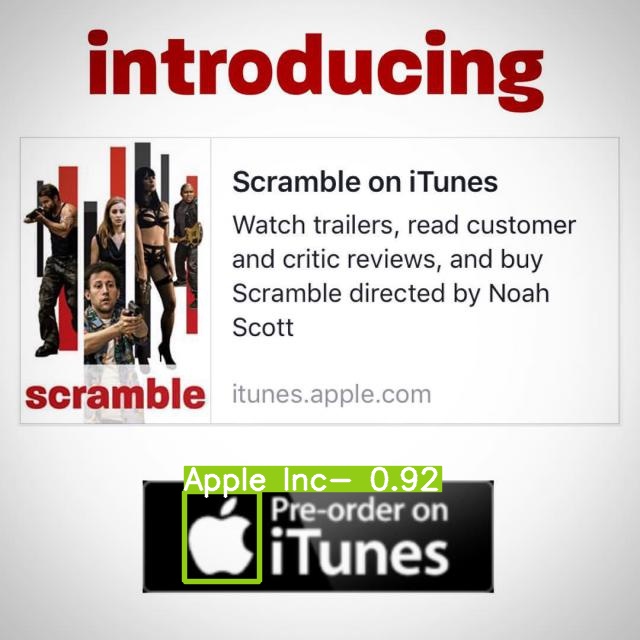 introducing
Scramble on iTunes
Watch trailers, read customer
and critic reviews, and buy
Scramble directed by Noah
Scott
scramble
itunes.apple.com
Apple Inc- 0.92
Pre-order on
iTunes